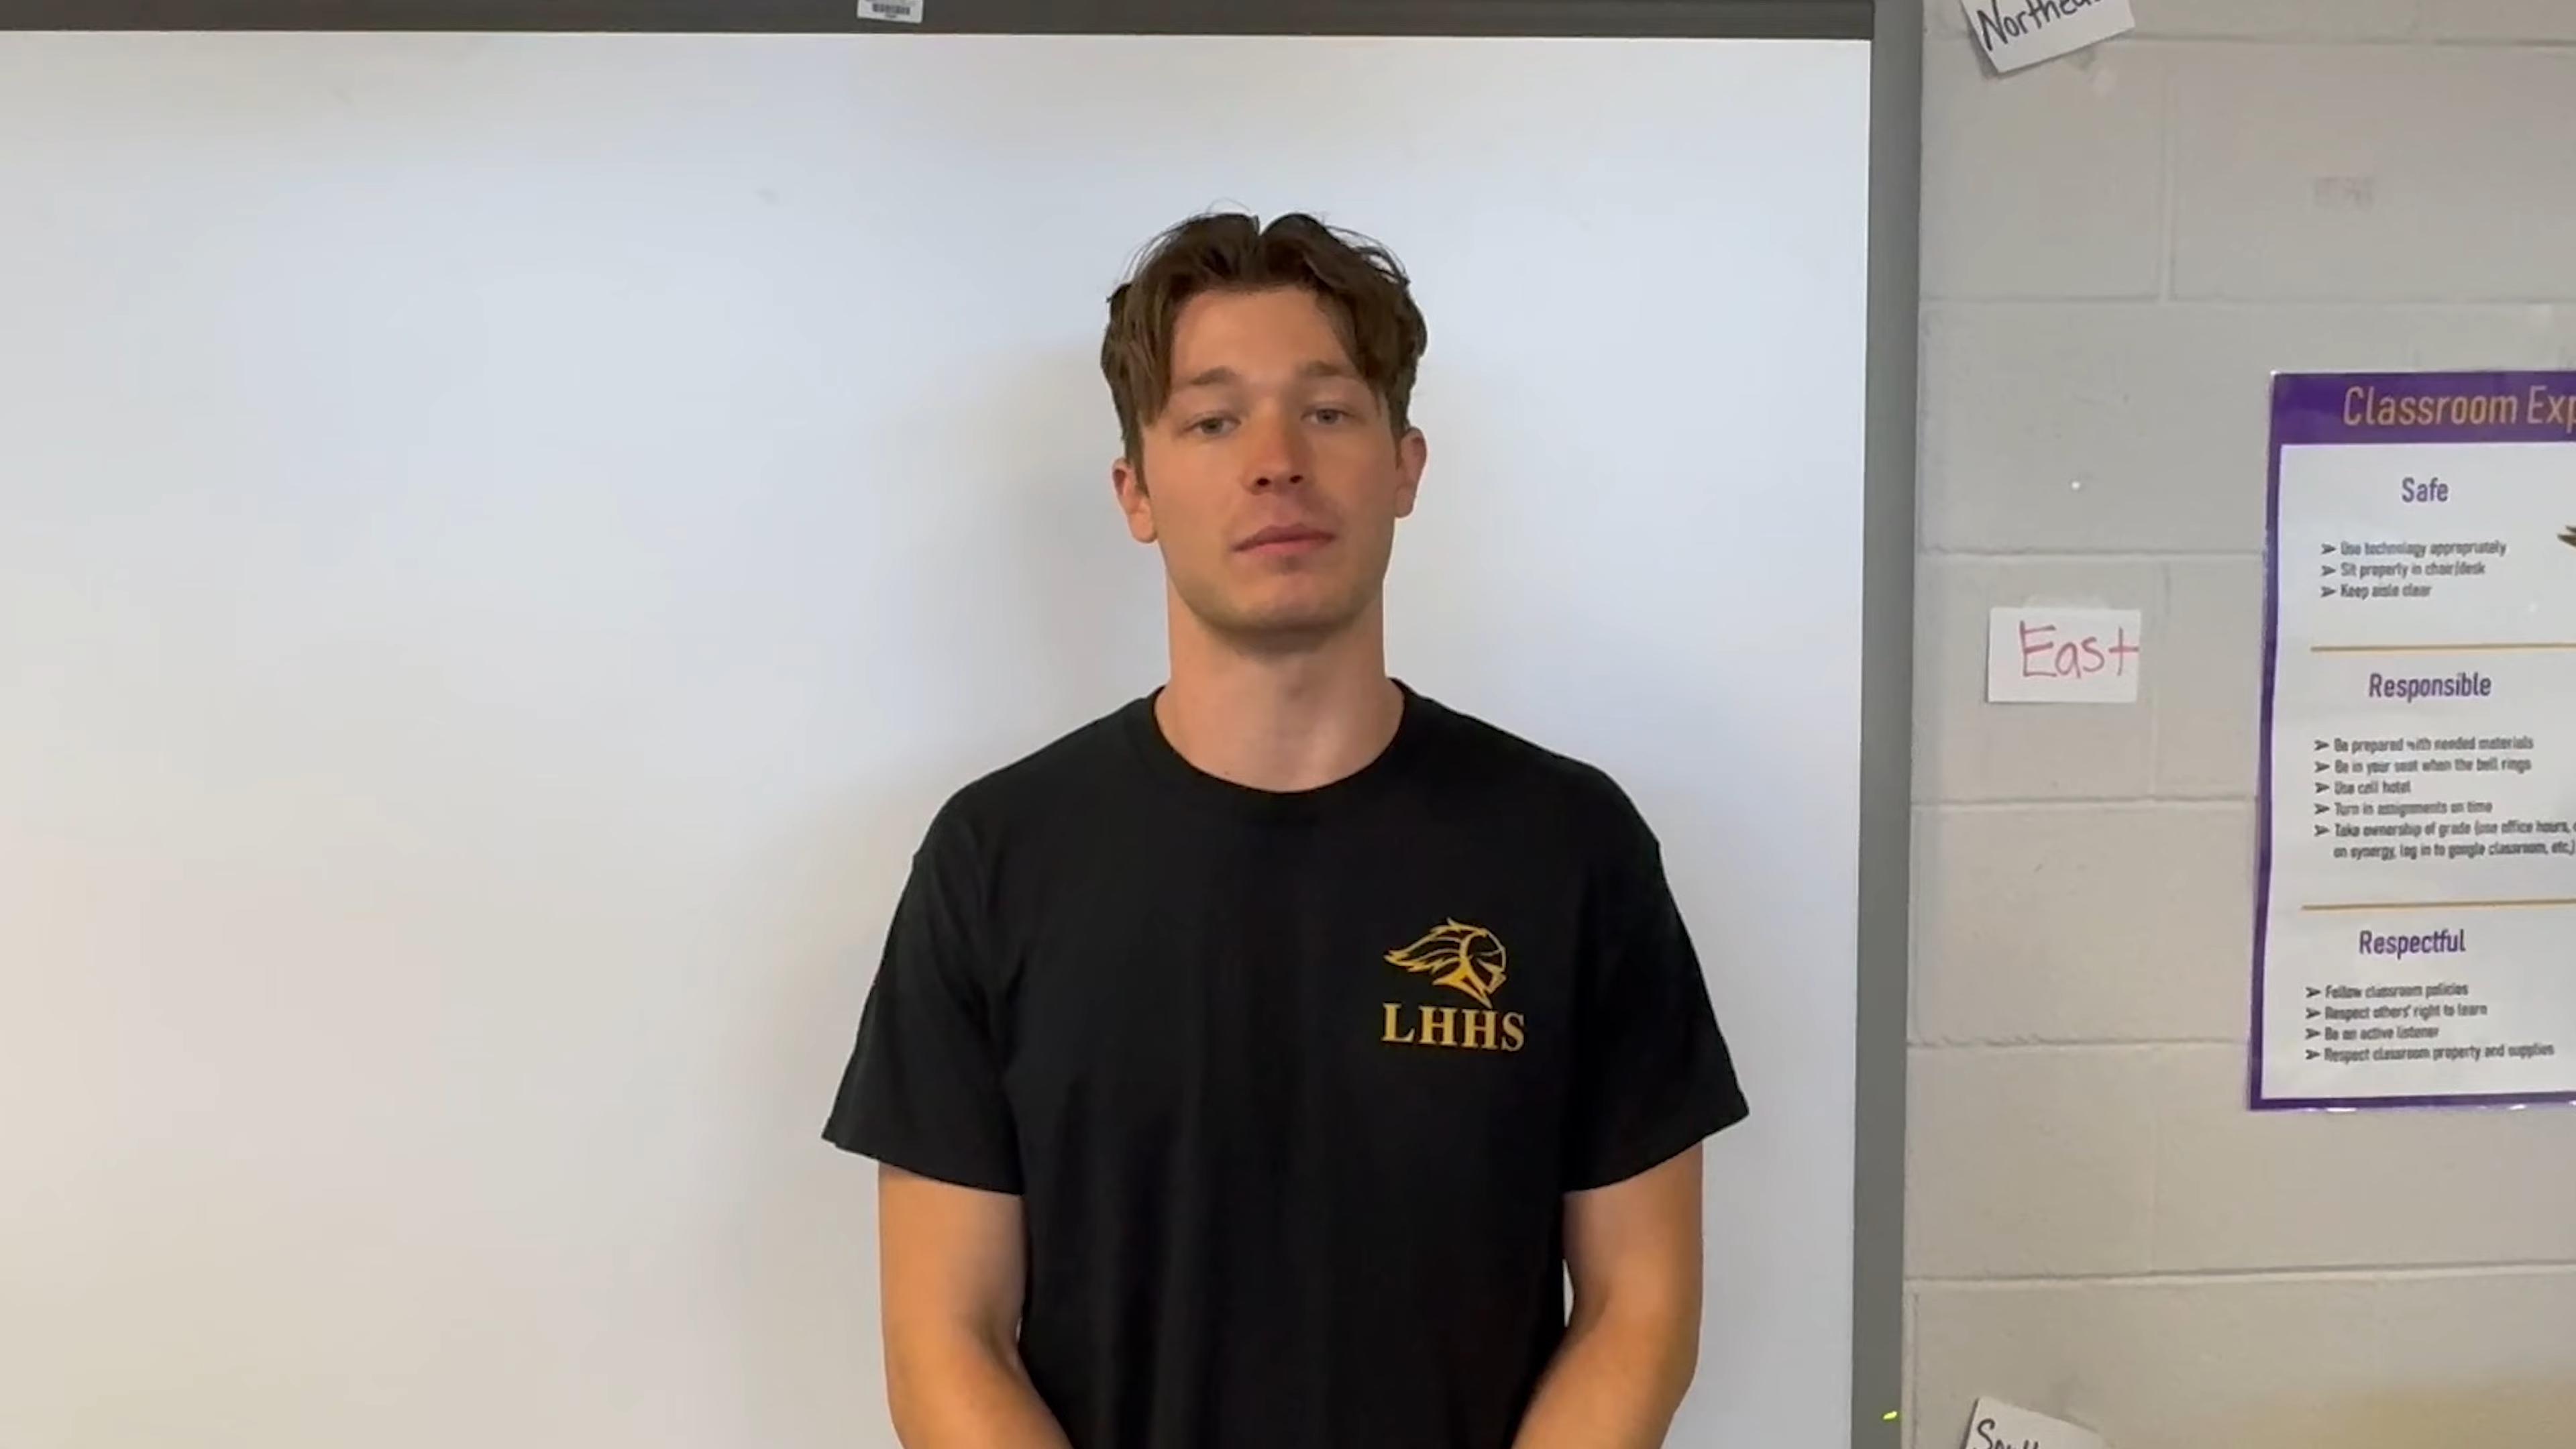 Northea
East
Classroom Exp
Safe
➢ Use technology appropriately
➢ Sit properly in chair/desk
➢ Keep aisle clear
Responsible
➢ Be prepared with needed materials
➢ Be in your seat when the bell rings
➢ Use cell hotel
➢ Turn in assignments on time
➢ Take ownership of grade (use office hours,
on synergy, log in to google classroom, etc.)
Respectful
➢ Follow classroom policies
➢ Respect others' right to learn
➢ Be an active listener
➢ Respect classroom property and supplies
LHHS
Sou